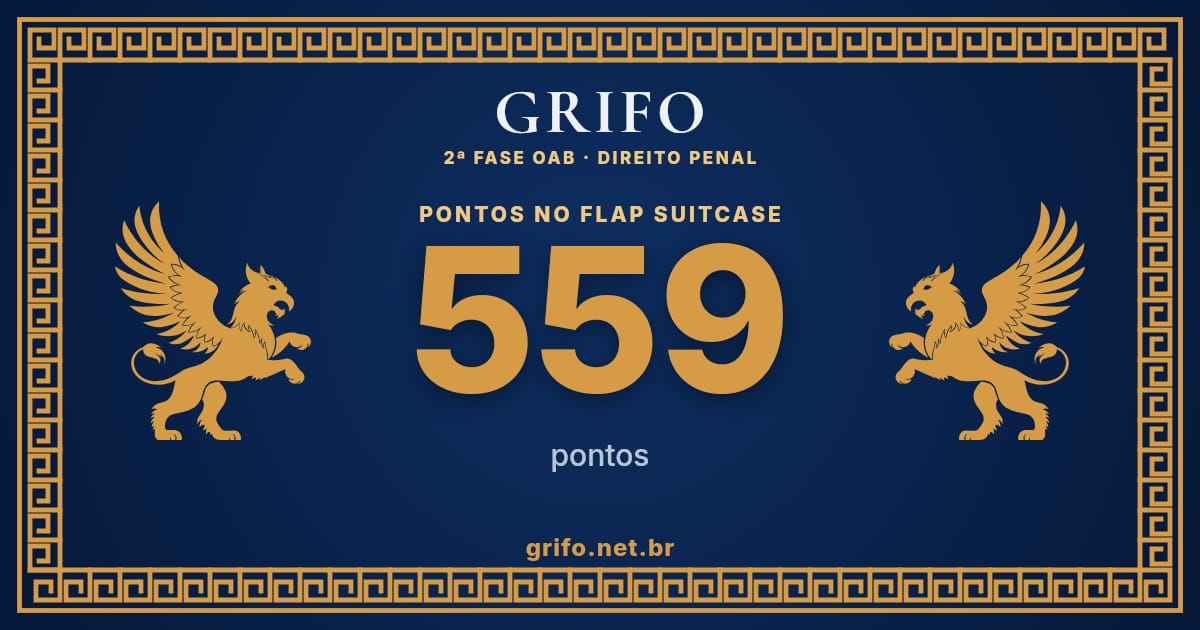 GRIFO
2ª FASE OAB · DIREITO PENAL
PONTOS NO FLAP SUITCASE
559
pontos
grifo.net.br